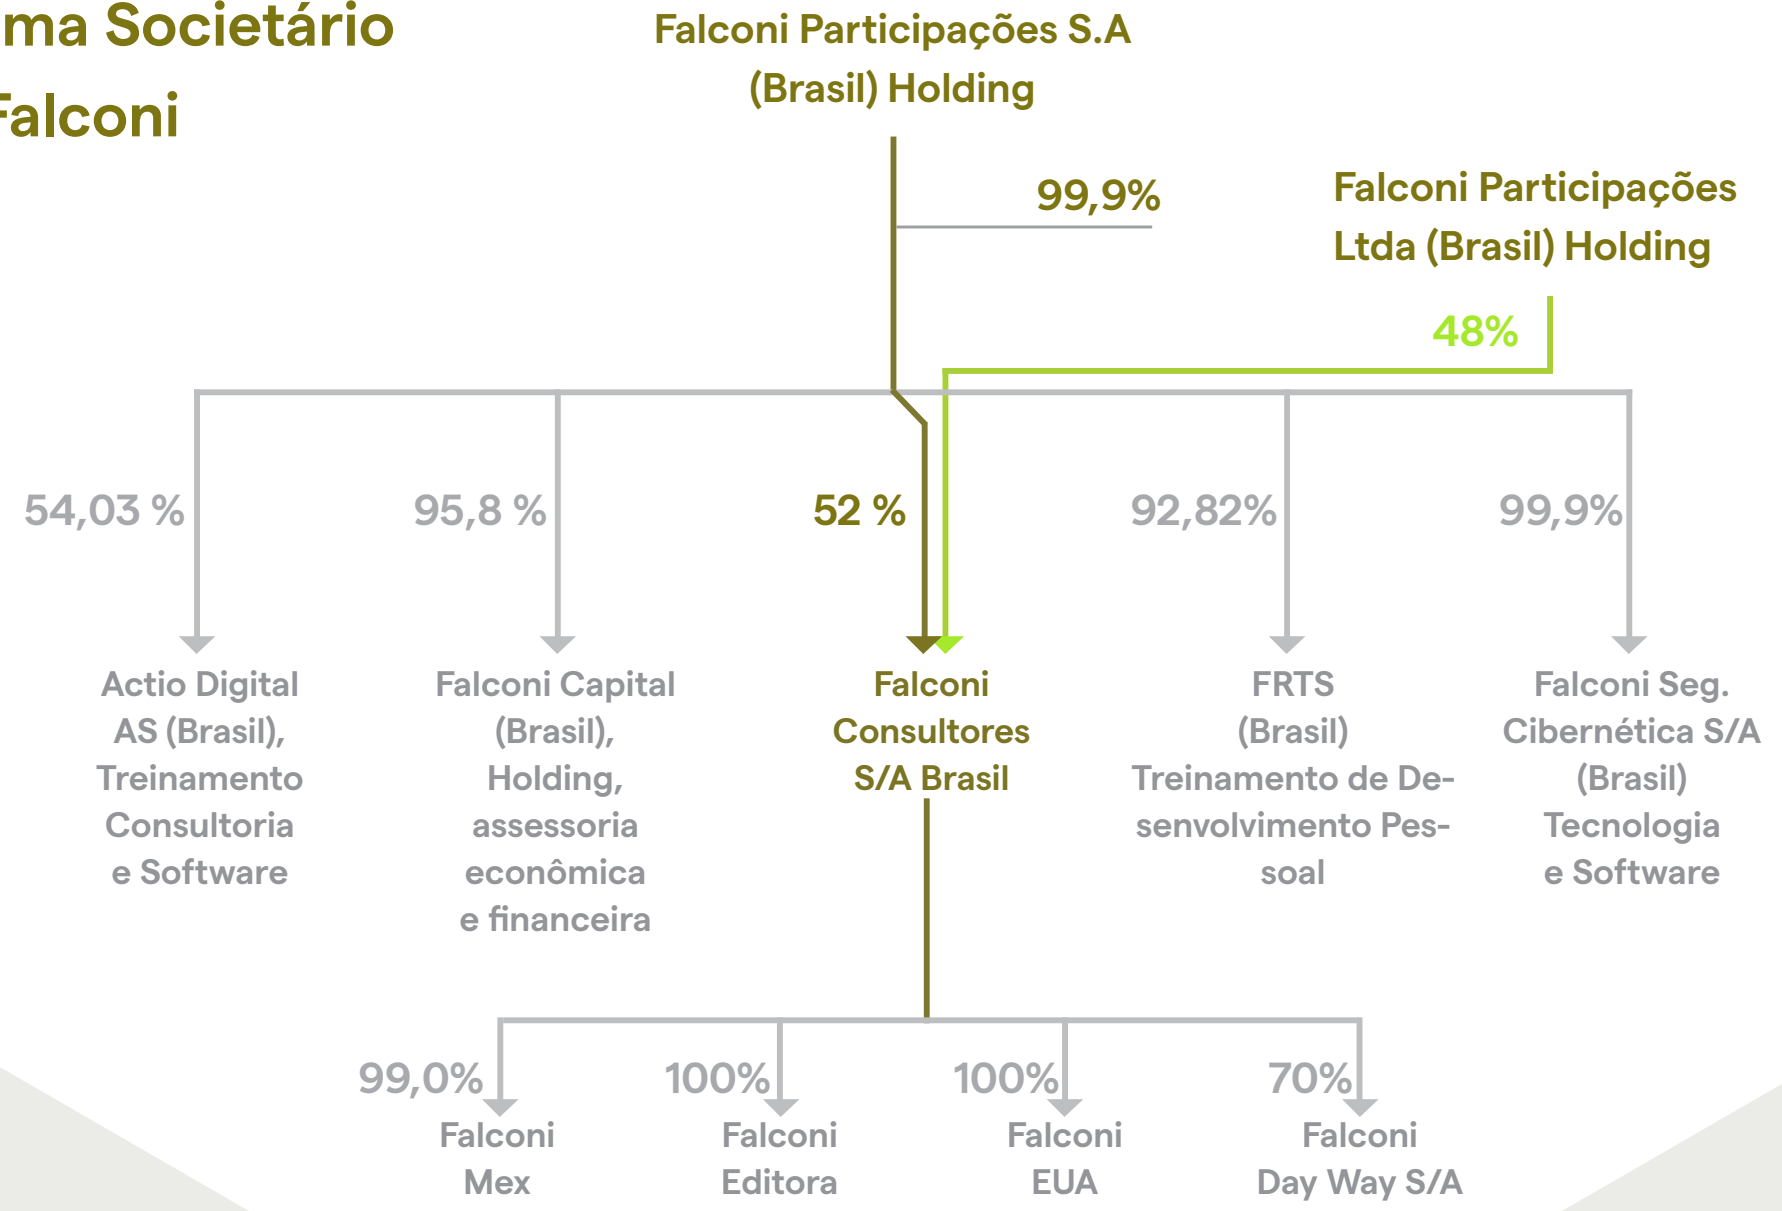 ma Societário
Falconi
Falconi Participações S.A
(Brasil) Holding
99,9%
Falconi Participações
Ltda (Brasil) Holding
48%
54,03 %
95,8 %
52 %
92,82%
99,9%
Actio Digital
AS (Brasil),
Treinamento
Consultoria
e Software
Falconi Capital
(Brasil),
Holding,
assessoria
econômica
e financeira
Falconi
Consultores
S/A Brasil
FRTS
(Brasil)
Treinamento de De-
senvolvimento Pes-
soal
Falconi Seg.
Cibernética S/A
(Brasil)
Tecnologia
e Software
99,0%
100%
100%
70%
Falconi
Mex
Falconi
Editora
Falconi
EUA
Falconi
Day Way S/A